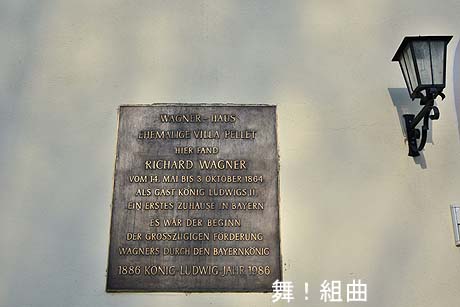 WAGNER-HAUS
EHEMALIGE VILLA PELLET
HIER FAND
RICHARD WAGNER
VOM 14. MAI BIS 3. OKTOBER 1864
ALS GAST KÖNIG LUDWIGS II
EIN ERSTES ZUHAUSE IN BAYERN
ES WAR DER BEGINN
DER GROSSZÜGIGEN FÖRDERUNG
WAGNERS DURCH DEN BAYERNKÖNIG
1886 KÖNIG-LUDWIG-JAHR 1986
舞！組曲